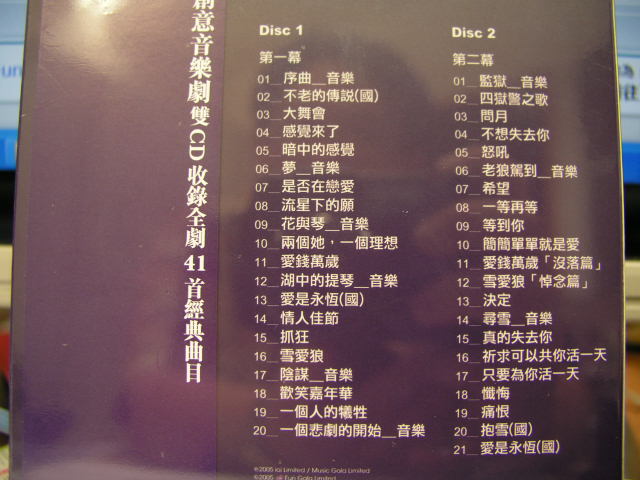 創意音樂劇雙CD收錄全劇41首經典曲目
Disc 1
第一幕
01__序曲__音樂
02__不老的傳說(國)
03__大舞會
04__感覺來了
05__暗中的感覺
06__夢__音樂
07__是否在戀愛
08__流星下的願
09__花與琴__音樂
10__兩個她，一個理想
11__愛錢萬歲
12__湖中的提琴__音樂
13__愛是永恆(國)
14__情人佳節
15__抓狂
16__雪愛狼
17__陰謀__音樂
18__歡笑嘉年華
19__一個人的犧牲
20__一個悲劇的開始__音樂
Disc 2
第二幕
01__監獄__音樂
02__四獄警之歌
03__問月
04__不想失去你
05__怒吼
06__老狼駕到__音樂
07__希望
08__一等再等
09__等到你
10__簡簡單單就是愛
11__愛錢萬歲「沒落篇」
12__雪愛狼「悼念篇」
13__決定
14__尋雪__音樂
15__真的失去你
16__祈求可以共你活一天
17__只要為你活一天
18__懺悔
19__痛恨
20__抱雪(國)
21__愛是永恆(國)
©2005 Limited / Music Gala Limited
©2005 Fun Gala Limited